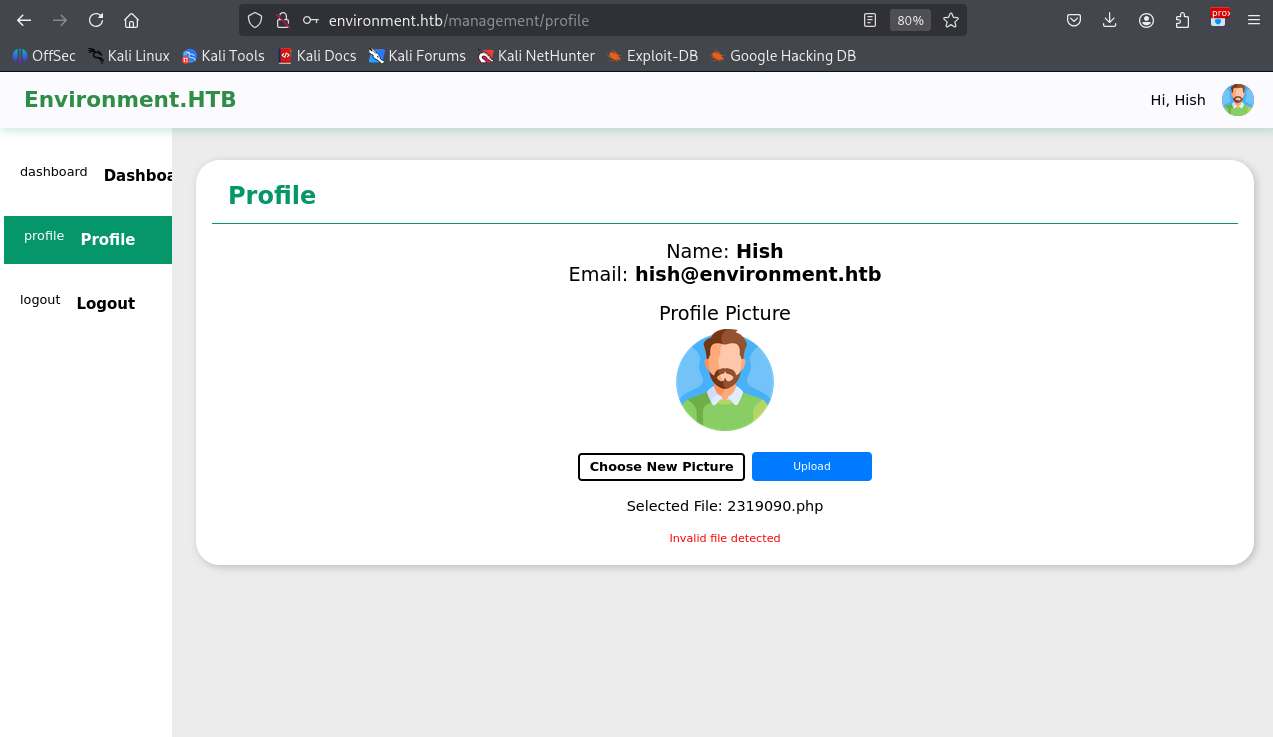 environment.htb/management/profile
80%
prox
OffSec Kali Linux Kali Tools Kali Docs Kali Forums Kali NetHunter Exploit-DB Google Hacking DB
Environment.HTB
Hi, Hish
dashboard Dashboa
profile Profile
logout Logout
Profile
Name: Hish
Email: hish@environment.htb
Profile Picture
Choose New Picture Upload
Selected File: 2319090.php
Invalid file detected